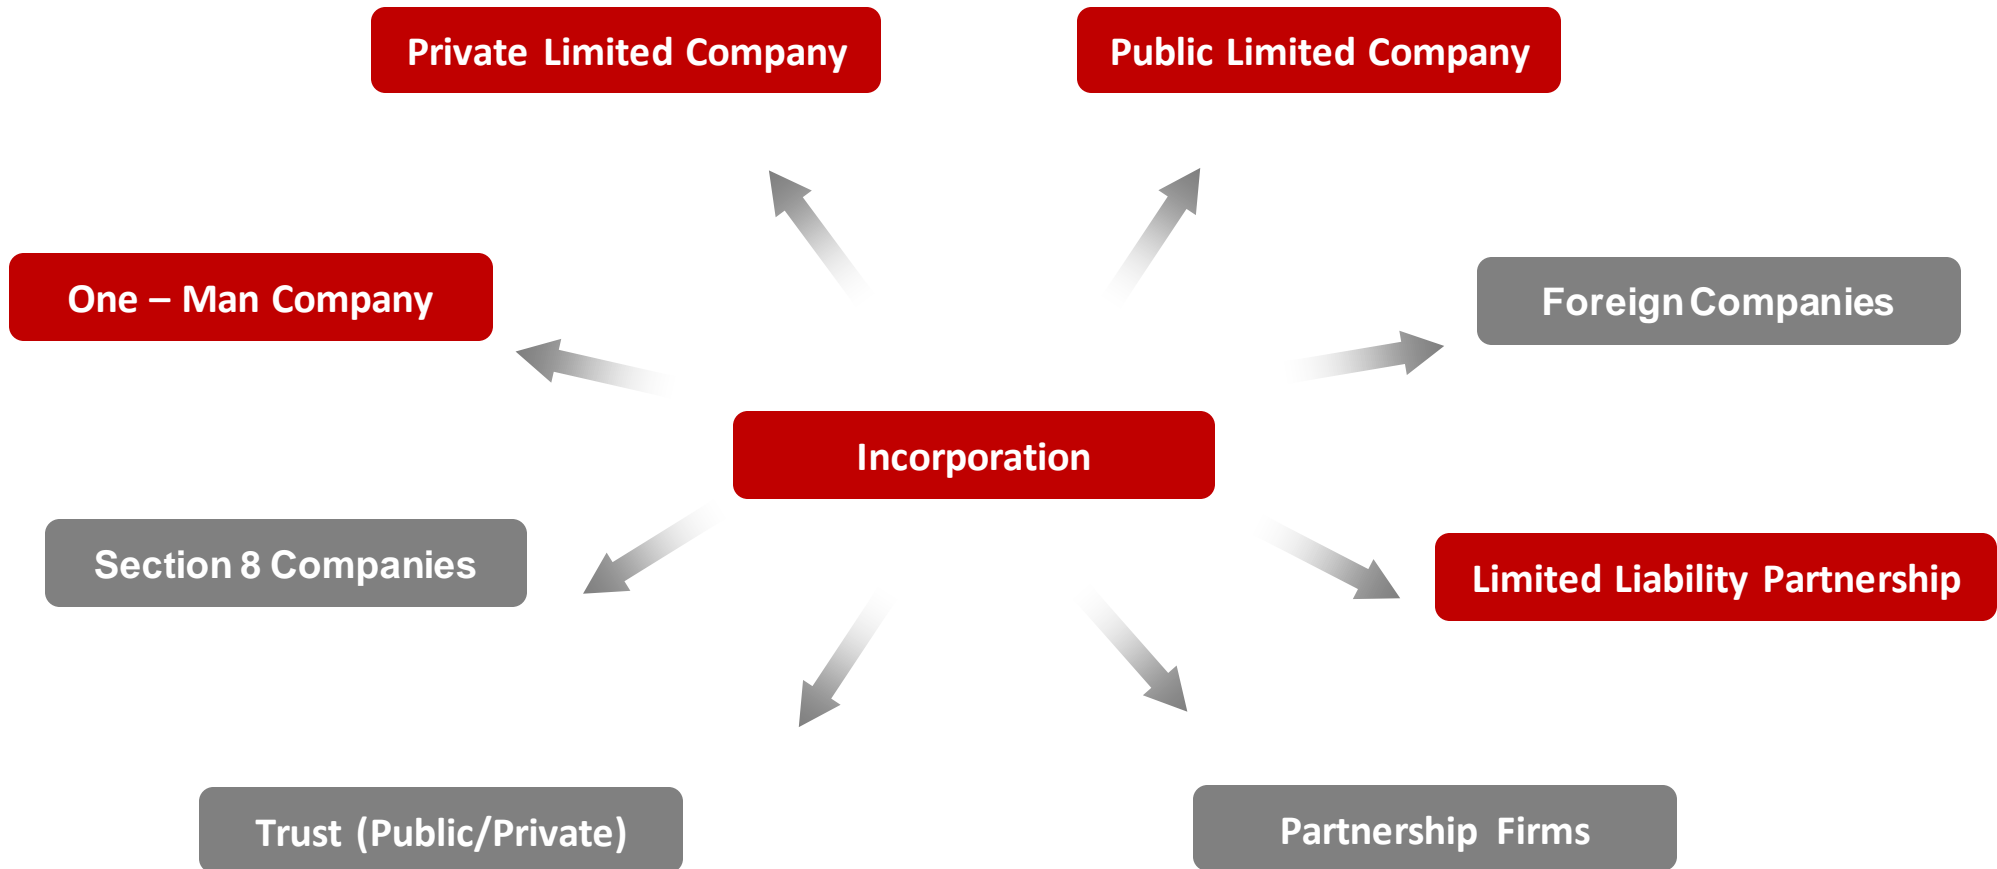 Private Limited Company
Public Limited Company
One – Man Company
Foreign Companies
Incorporation
Section 8 Companies
Limited Liability Partnership
Trust (Public/Private)
Partnership Firms